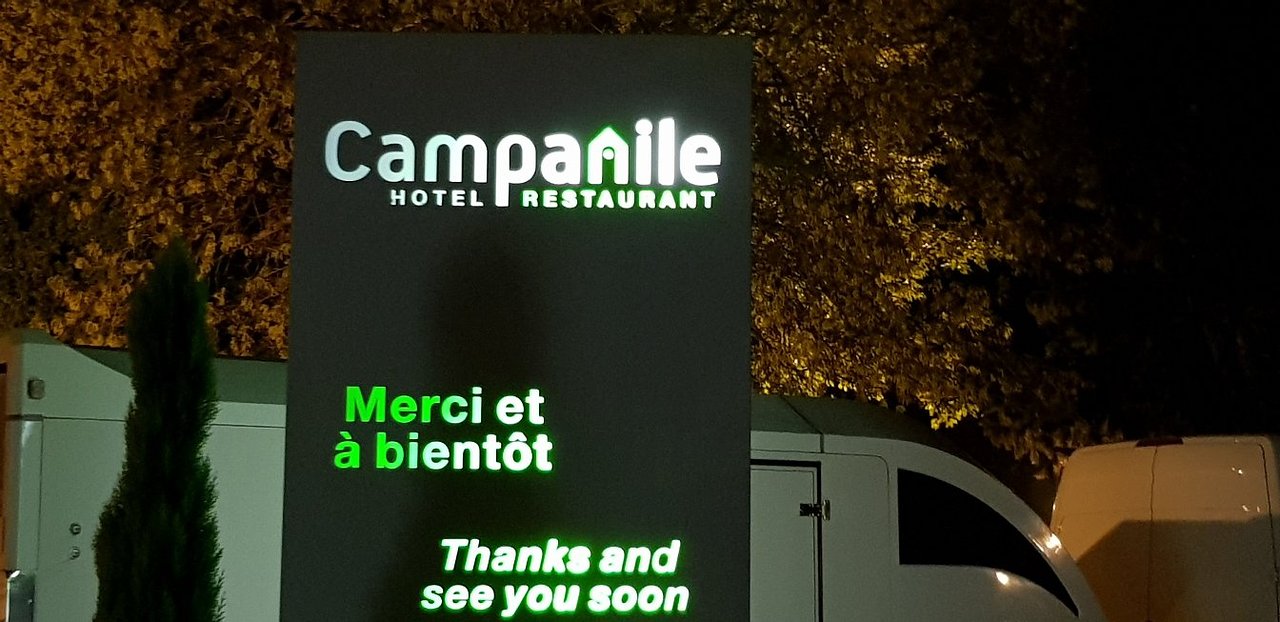 Campanile
HOTEL RESTAURANT
Merci et
à bientôt
Thanks and
see you soon